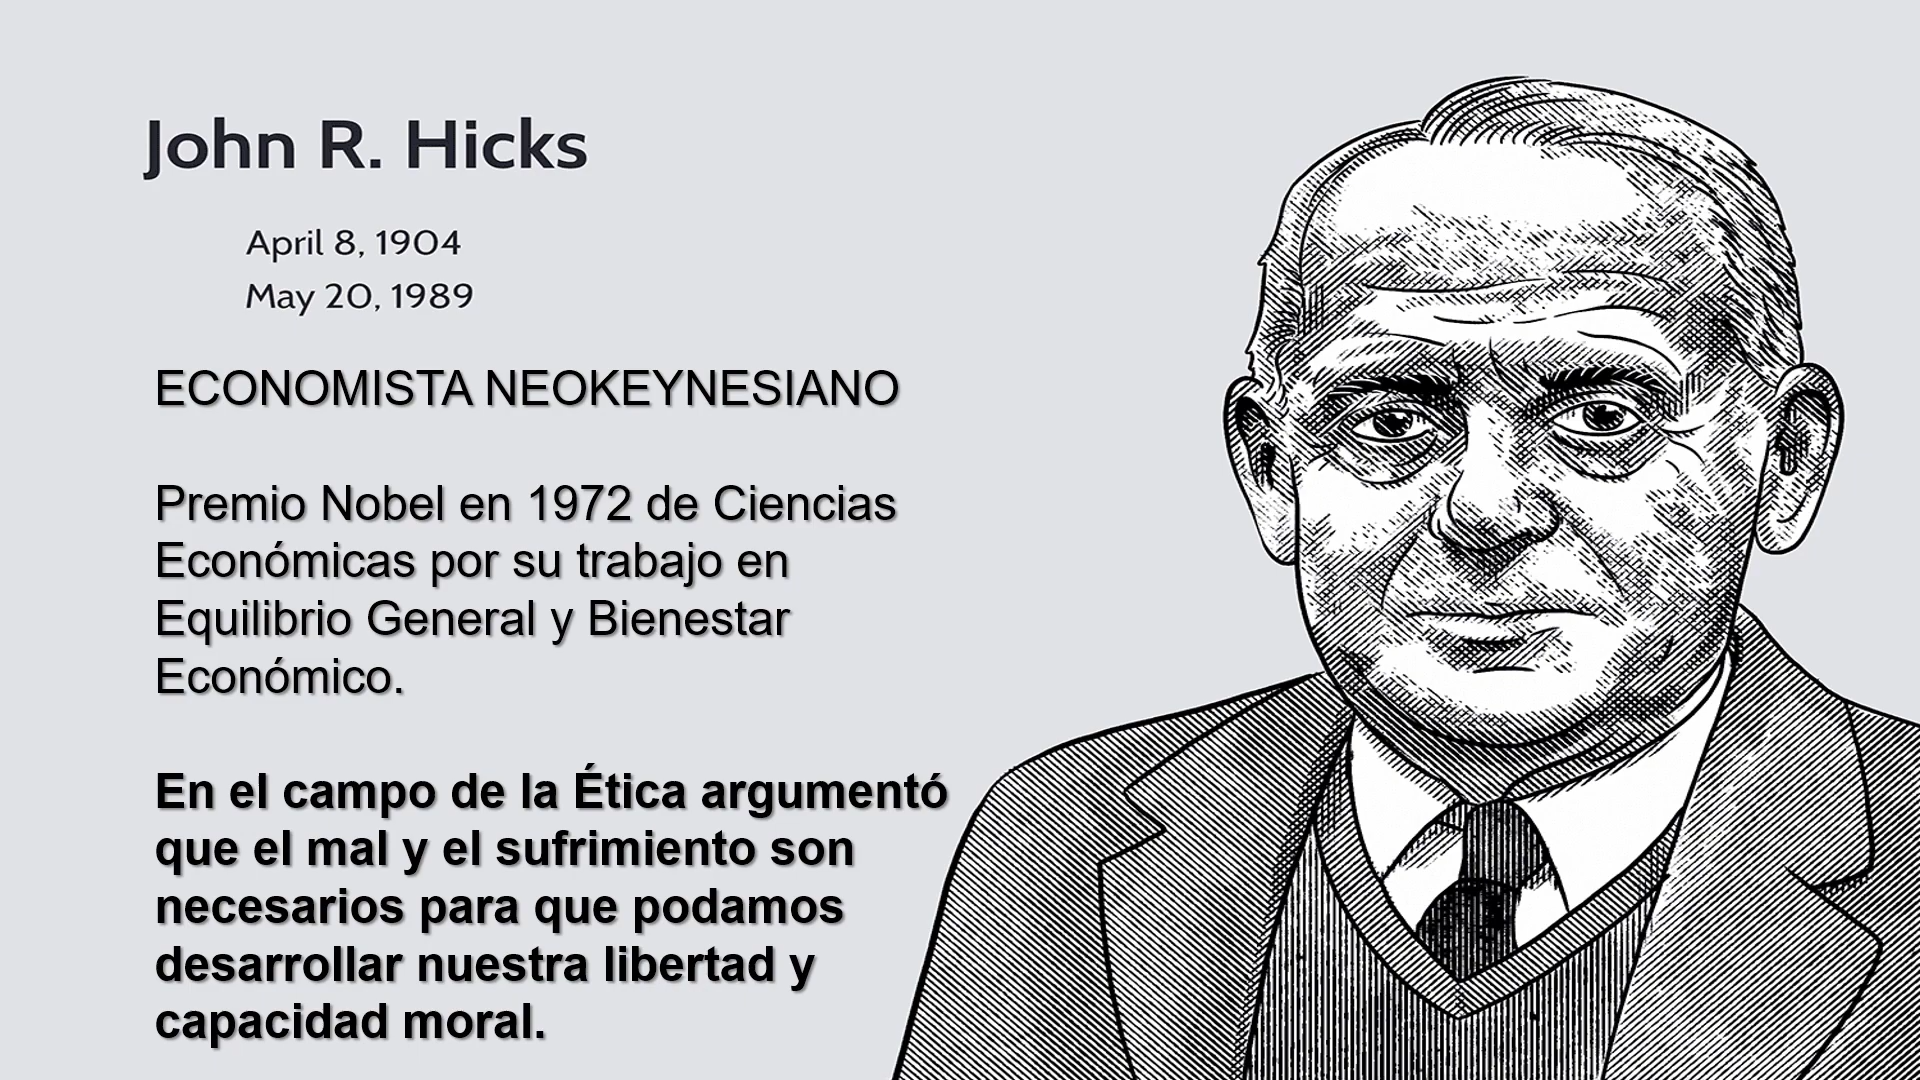 John R. Hicks
April 8, 1904
May 20, 1989
ECONOMISTA NEOKEYNESIANO
Premio Nobel en 1972 de Ciencias
Económicas por su trabajo en
Equilibrio General y Bienestar
Económico.
En el campo de la Ética argumentó
que el mal y el sufrimiento son
necesarios para que podamos
desarrollar nuestra libertad y
capacidad moral.